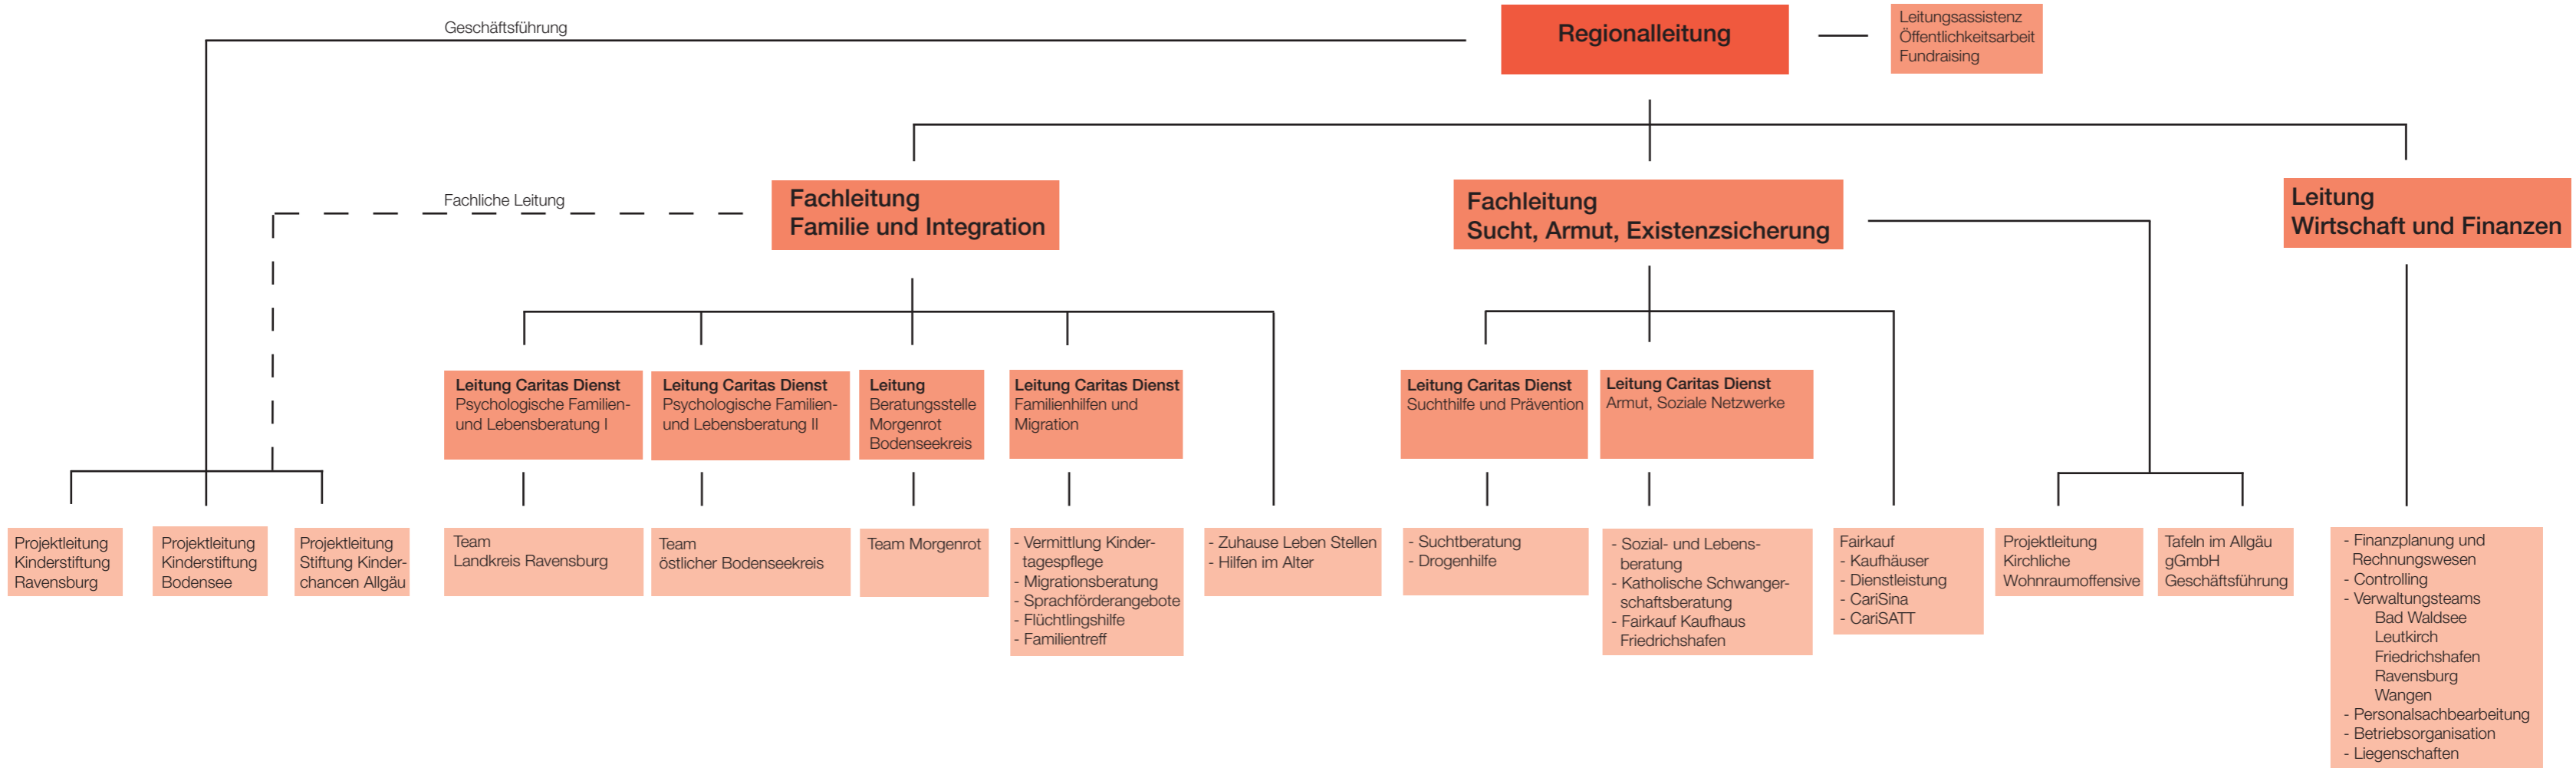 Geschäftsführung
Regionalleitung
Leitungsassistenz
Öffentlichkeitsarbeit
Fundraising
Fachliche Leitung
Fachleitung
Familie und Integration
Fachleitung
Sucht, Armut, Existenzsicherung
Leitung
Wirtschaft und Finanzen
Leitung Caritas Dienst
Psychologische Familien-
und Lebensberatung I
Leitung Caritas Dienst
Psychologische Familien-
und Lebensberatung II
Leitung
Beratungsstelle
Morgenrot
Bodenseekreis
Leitung Caritas Dienst
Familienhilfen und
Migration
Leitung Caritas Dienst
Suchthilfe und Prävention
Leitung Caritas Dienst
Armut, Soziale Netzwerke
Projektleitung
Kinderstiftung
Ravensburg
Projektleitung
Kinderstiftung
Bodensee
Projektleitung
Stiftung Kinder-
chancen Allgäu
Team
Landkreis Ravensburg
Team
östlicher Bodenseekreis
Team Morgenrot
- Vermittlung Kinder-
tagespflege
- Migrationsberatung
- Sprachförderangebote
- Flüchtlingshilfe
- Familientreff
- Zuhause Leben Stellen
- Hilfen im Alter
- Suchtberatung
- Drogenhilfe
- Sozial- und Lebens-
beratung
- Katholische Schwanger-
schaftsberatung
- Fairkauf Kaufhaus
Friedrichshafen
Fairkauf
- Kaufhäuser
- Dienstleistung
- CariSina
- CariSATT
Projektleitung
Kirchliche
Wohnraumoffensive
Tafeln im Allgäu
gGmbH
Geschäftsführung
- Finanzplanung und
Rechnungswesen
- Controlling
- Verwaltungsteams
Bad Waldsee
Leutkirch
Friedrichshafen
Ravensburg
Wangen
- Personalsachbearbeitung
- Betriebsorganisation
- Liegenschaften